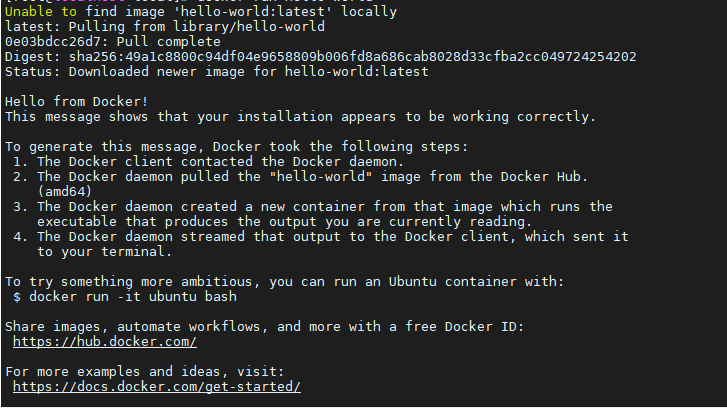 Unable to find image 'hello-world:latest' locally
latest: Pulling from library/hello-world
0e03bdcc26d7: Pull complete
Digest: sha256:49a1c8800c94df04e9658809b006fd8a686cab8028d33cfba2cc049724254202
Status: Downloaded newer image for hello-world:latest
Hello from Docker!
This message shows that your installation appears to be working correctly.
To generate this message, Docker took the following steps:
1. The Docker client contacted the Docker daemon.
2. The Docker daemon pulled the "hello-world" image from the Docker Hub.
(amd64)
3. The Docker daemon created a new container from that image which runs the
executable that produces the output you are currently reading.
4. The Docker daemon streamed that output to the Docker client, which sent it
to your terminal.
To try something more ambitious, you can run an Ubuntu container with:
$ docker run -it ubuntu bash
Share images, automate workflows, and more with a free Docker ID:
https://hub.docker.com/
For more examples and ideas, visit:
https://docs.docker.com/get-started/